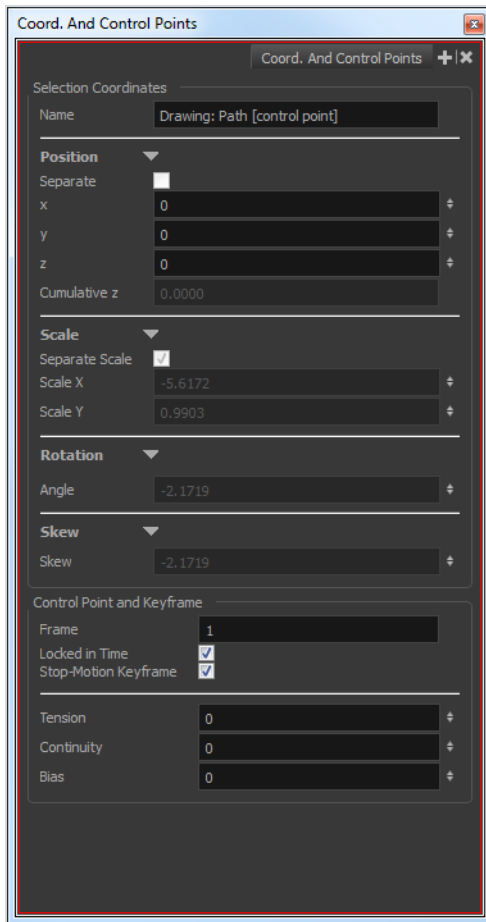 Coord. And Control Points
Coord. And Control Points
Selection Coordinates
Name Drawing: Path [control point]
Position
Separate
x 0
y 0
z 0
Cumulative z 0.0000
Scale
Separate Scale
Scale X -5.6172
Scale Y 0.9903
Rotation
Angle -2.1719
Skew
Skew -2.1719
Control Point and Keyframe
Frame 1
Locked in Time
Stop-Motion Keyframe
Tension 0
Continuity 0
Bias 0